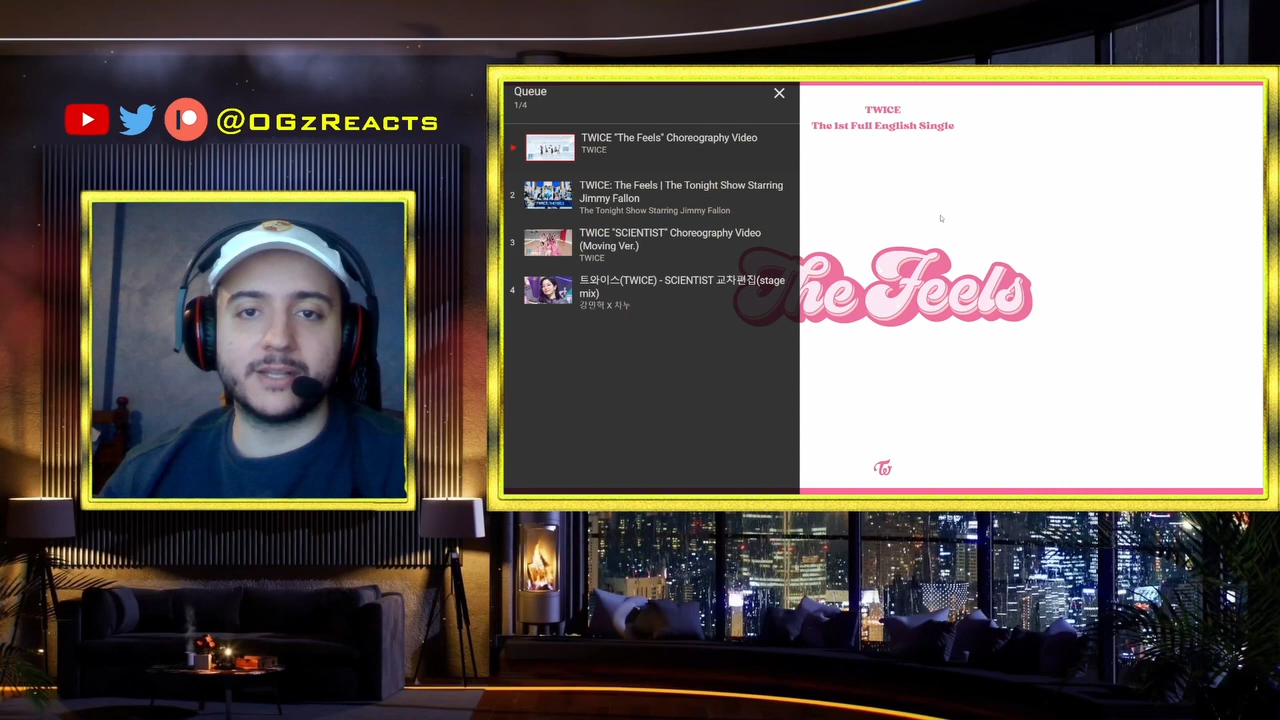 @OGzReacts
Queue
1/4
TWICE "The Feels" Choreography Video
TWICE
2
TWICE: The Feels | The Tonight Show Starring
Jimmy Fallon
The Tonight Show Starring Jimmy Fallon
3
TWICE "SCIENTIST" Choreography Video
(Moving Ver.)
TWICE
4
트와이스(TWICE) - SCIENTIST 교차편집(stage
mix)
강민혁 X 차누
TWICE
The 1st Full English Single
The Feels